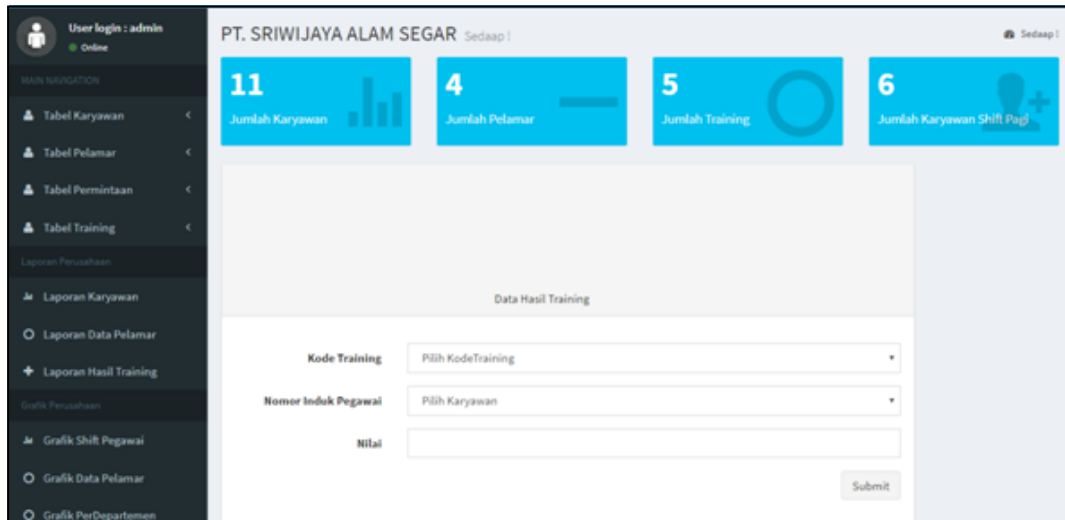 User login : admin
Online
MAIN NAVIGATION
Tabel Karyawan
Tabel Pelamar
Tabel Permintaan
Tabel Training
Laporan Perusahaan
Laporan Karyawan
Laporan Data Pelamar
Laporan Hasil Training
Grafik Perusahaan
Grafik Shift Pegawai
Grafik Data Pelamar
Grafik PerDepartemen
PT. SRIWIJAYA ALAM SEGAR Sedaap !
Sedaap !
11
Jumlah Karyawan
4
Jumlah Pelamar
5
Jumlah Training
6
Jumlah Karyawan Shift Pagi
Data Hasil Training
Kode Training Pilih KodeTraining
Nomor Induk Pegawai Pilih Karyawan
Nilai
Submit